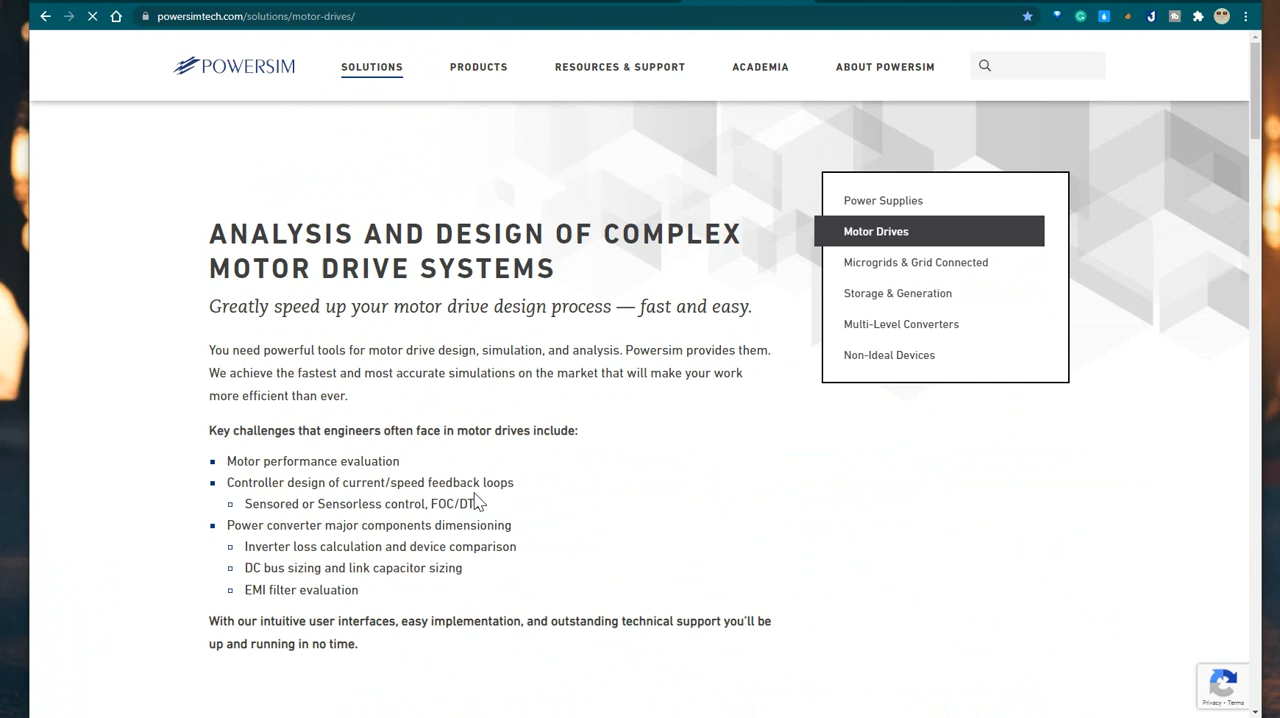 powersimtech.com/solutions/motor-drives/
POWERSIM
SOLUTIONS
PRODUCTS
RESOURCES & SUPPORT
ACADEMIA
ABOUT POWERSIM
ANALYSIS AND DESIGN OF COMPLEX
MOTOR DRIVE SYSTEMS
Greatly speed up your motor drive design process — fast and easy.
You need powerful tools for motor drive design, simulation, and analysis. Powersim provides them.
We achieve the fastest and most accurate simulations on the market that will make your work
more efficient than ever.
Key challenges that engineers often face in motor drives include:
Motor performance evaluation
Controller design of current/speed feedback loops
Sensored or Sensorless control,
Power converter major components dimensioning
Inverter loss calculation and device comparison
DC bus sizing and link capacitor sizing
EMI filter evaluation
With our intuitive user interfaces, easy implementation, and outstanding technical support you'll be
up and running in no time.
Power Supplies
Motor Drives
Microgrids & Grid Connected
Storage & Generation
Multi-Level Converters
Non-Ideal Devices
Privacy - Terms